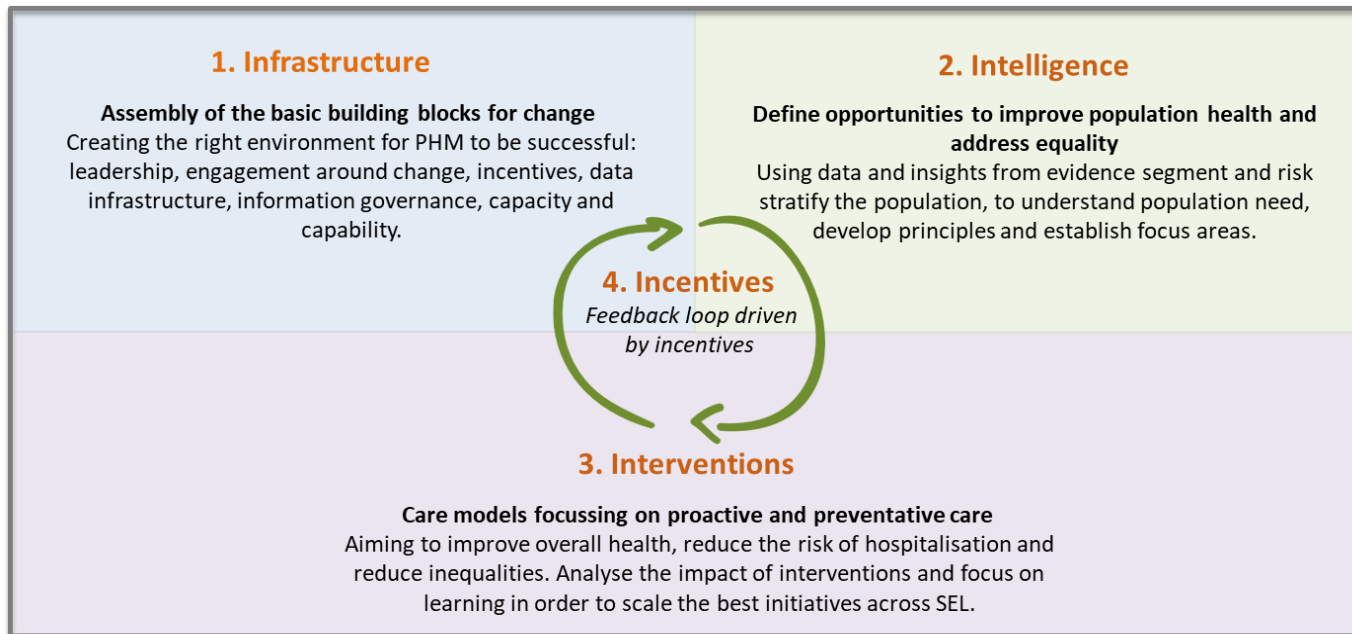 1. Infrastructure
Assembly of the basic building blocks for change
Creating the right environment for PHM to be successful:
leadership, engagement around change, incentives, data
infrastructure, information governance, capacity and
capability.
2. Intelligence
Define opportunities to improve population health and
address equality
Using data and insights from evidence segment and risk
stratify the population, to understand population need,
develop principles and establish focus areas.
4. Incentives
Feedback loop driven
by incentives
3. Interventions
Care models focussing on proactive and preventative care
Aiming to improve overall health, reduce the risk of hospitalisation and
reduce inequalities. Analyse the impact of interventions and focus on
learning in order to scale the best initiatives across SEL.